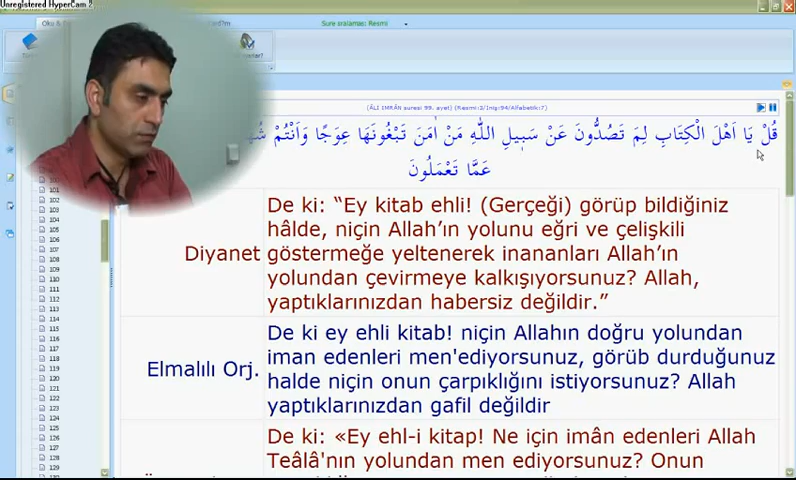 Unregistered HyperCam 2
Oku &
Sure sıralaması: Resmî
(ÂLİ IMRÂN suresi 99. ayet) (Resmi:3/Iniş:94/Alfabetik:7)
قُلْ يَا اَهْلَ الْكِتَابِ لِمَ تَصُدُّونَ عَنْ سَبٖيلِ اللّٰهِ مَنْ اٰمَنَ تَبْغُونَهَا عِوَجًا وَاَنْتُمْ
عَمَّا تَعْمَلُونَ
Diyanet
De ki: “Ey kitab ehli! (Gerçeği) görüp bildiğiniz
hâlde, niçin Allah’ın yolunu eğri ve çelişkili
göstermeğe yeltenerek inananları Allah’ın
yolundan çevirmeye kalkışıyorsunuz? Allah,
yaptıklarınızdan habersiz değildir.”
Elmalılı Orj.
De ki ey ehli kitab! niçin Allahın doğru yolundan
iman edenleri men'ediyorsunuz, görüb durduğunuz
halde niçin onun çarpıklığını istiyorsunuz? Allah
yaptıklarınızdan gafil değildir
De ki: «Ey ehl-i kitap! Ne için imân edenleri Allah
Teâlâ'nın yolundan men ediyorsunuz? Onun
101
102
103
104
105
106
107
108
109
110
111
112
113
114
115
116
117
118
119
120
121
122
123
124
125
126
127
128
129